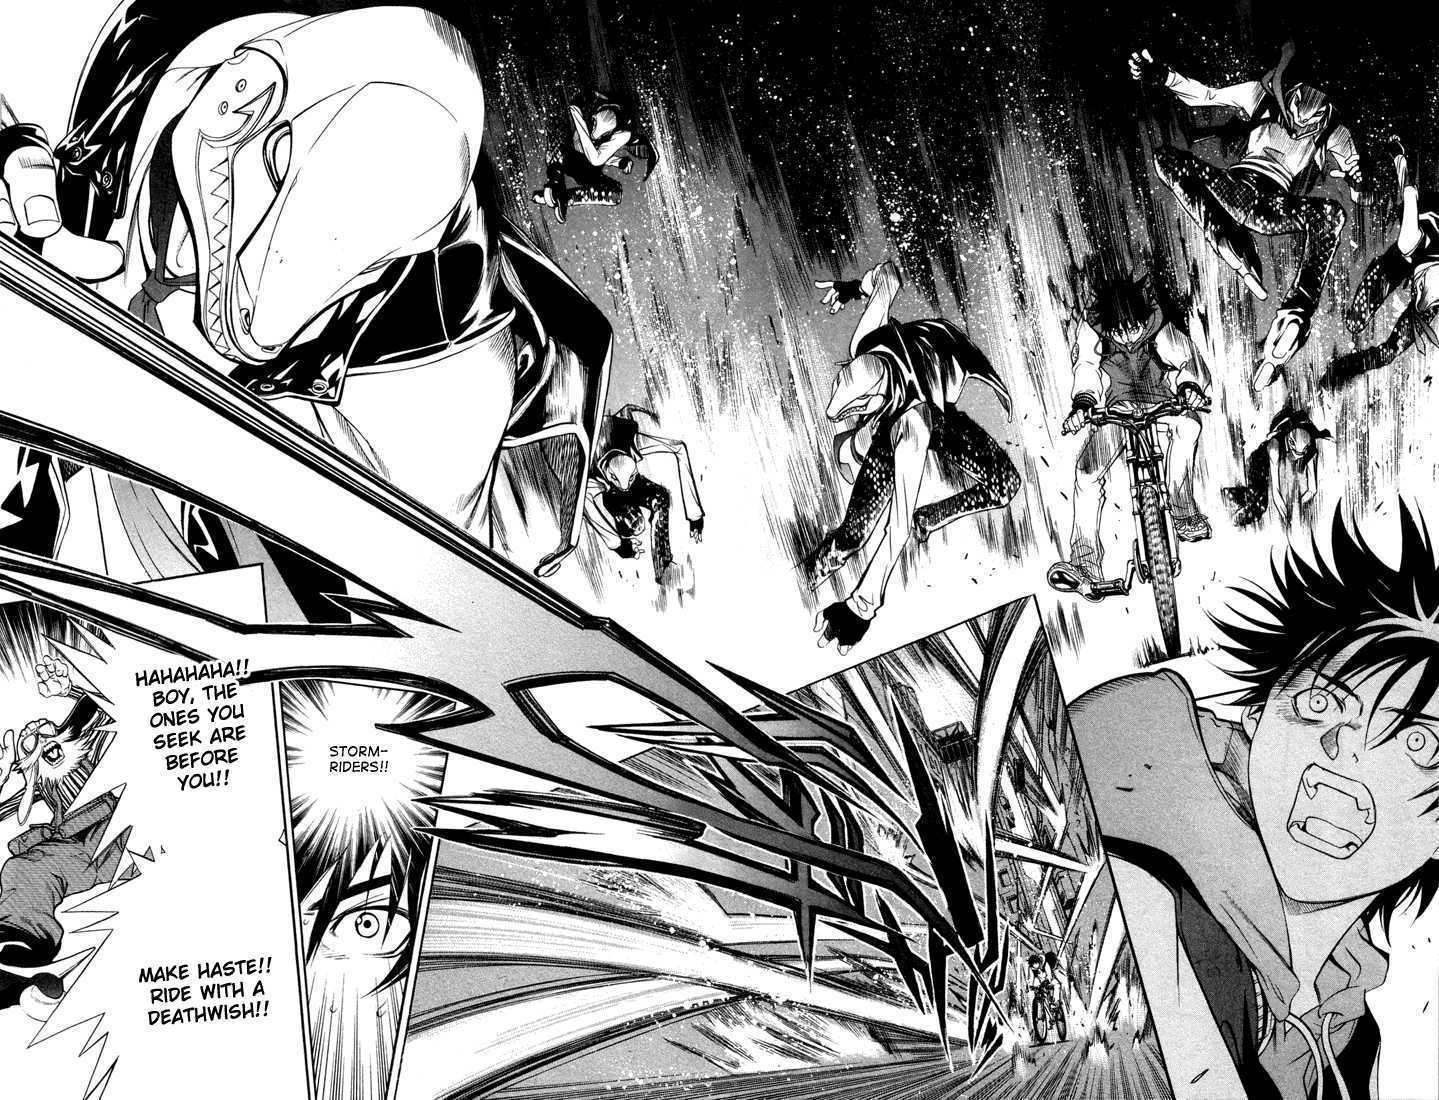 STORM-
RIDERS!!
HAHAHAHA!!
BOY, THE
ONES YOU
SEEK ARE
BEFORE
YOU!!
MAKE HASTE!!
RIDE WITH A
DEATHWISH!!